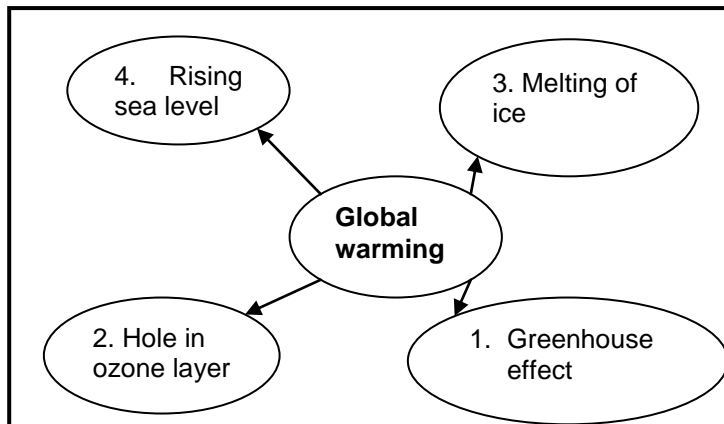 4. Rising
sea level
3. Melting of
ice
Global
warming
2. Hole in
ozone layer
1. Greenhouse
effect